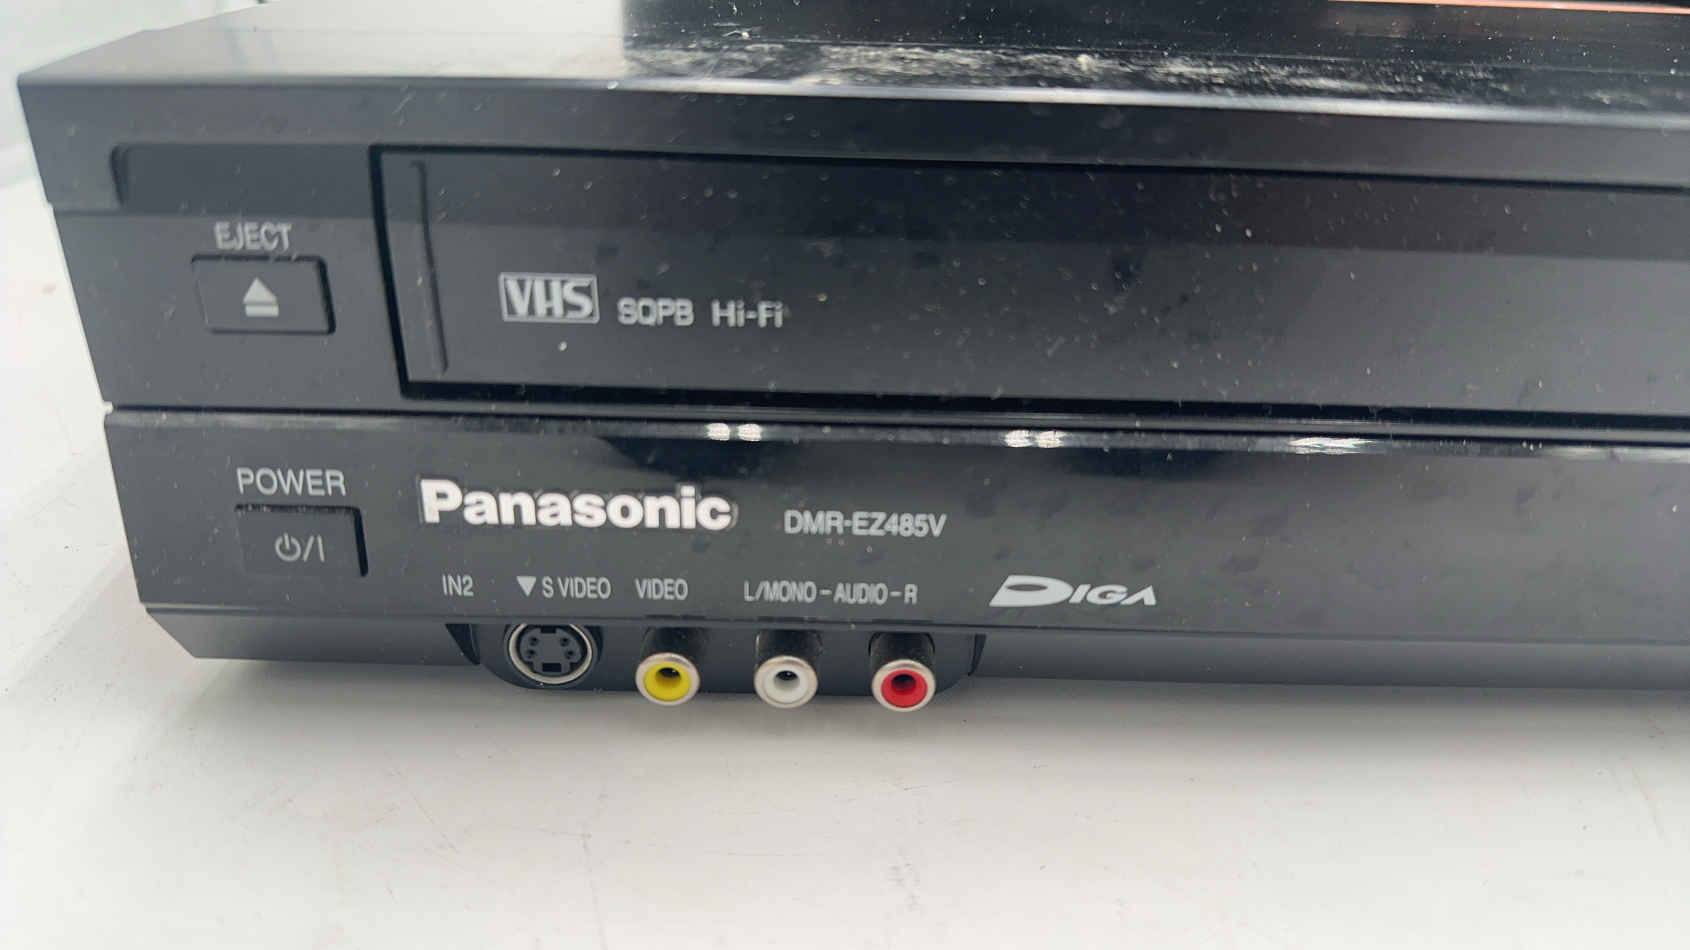 EJECT
VHS SQPB Hi-Fi
POWER
⏻/I
Panasonic DMR-EZ485V
IN2 ▼ S VIDEO VIDEO L/MONO - AUDIO - R
DIGA